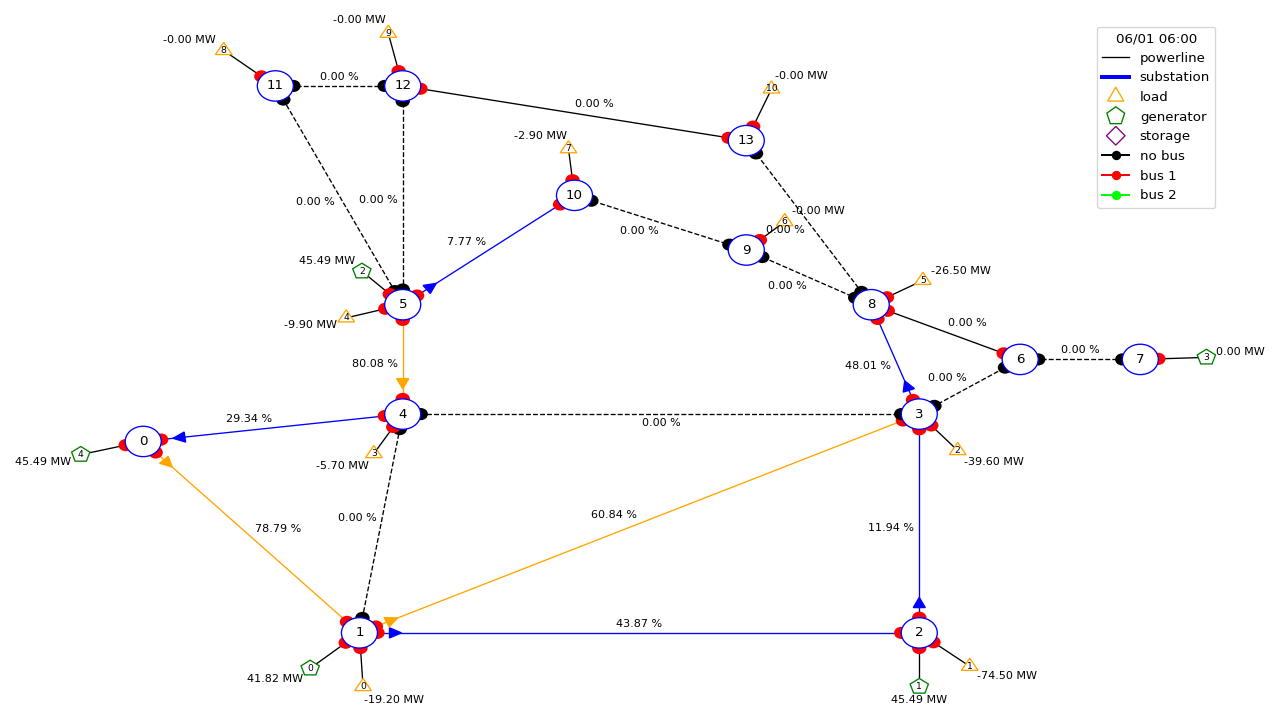 -0.00 MW
9
06/01 06:00
-0.00 MW
8
powerline
substation
11
0.00 %
12
-0.00 MW
10
load
0.00 %
generator
storage
-2.90 MW
7
13
no bus
bus 1
bus 2
0.00 %
0.00 %
10
-0.00 MW
6
0.00 %
0.00 %
7.77 %
9
45.49 MW
2
-26.50 MW
5
0.00 %
5
8
-9.90 MW
4
0.00 %
80.08 %
48.01 %
6
0.00 %
7
3
0.00 MW
0.00 %
29.34 %
4
0.00 %
3
0
45.49 MW
4
-5.70 MW
3
2
-39.60 MW
0.00 %
60.84 %
78.79 %
11.94 %
43.87 %
1
2
41.82 MW
0
0
-19.20 MW
1
45.49 MW
1
-74.50 MW